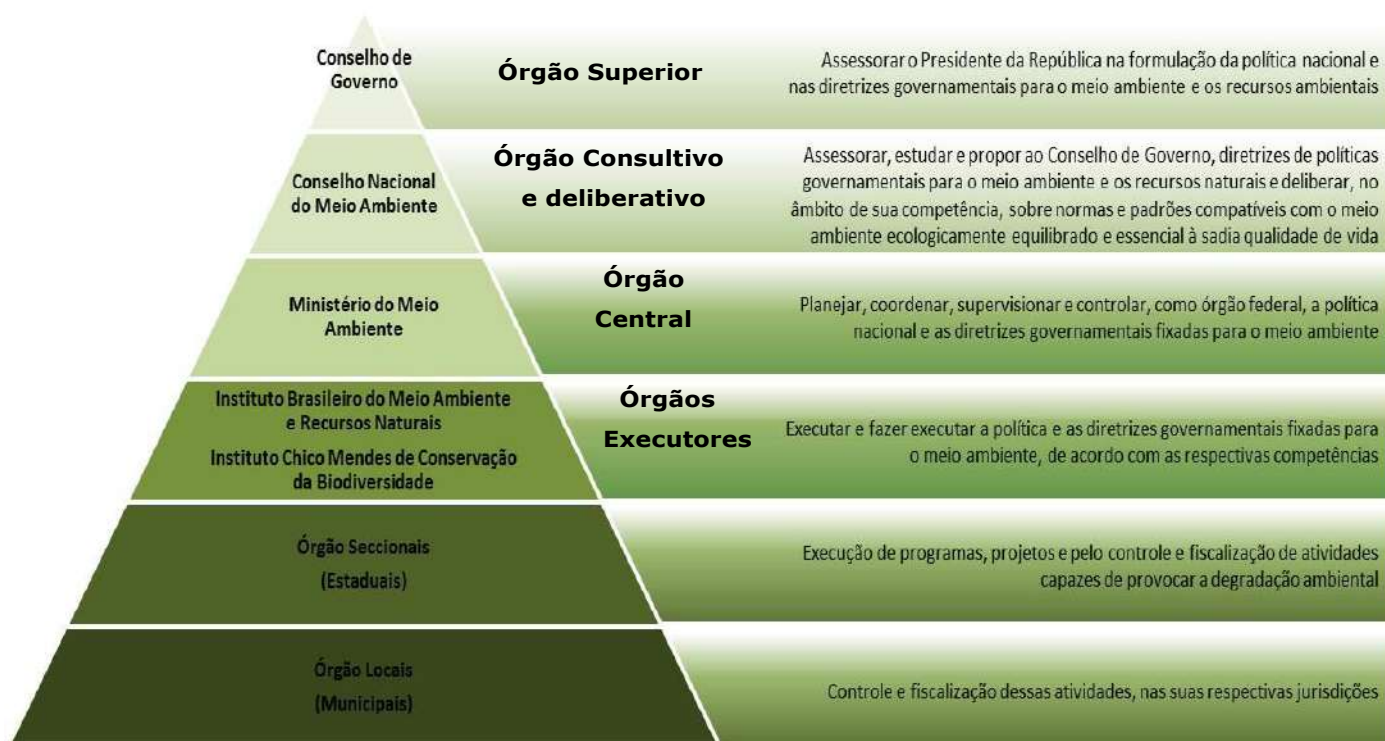 Conselho de
Governo
Órgão Superior
Assessorar o Presidente da República na formulação da política nacional e
nas diretrizes governamentais para o meio ambiente e os recursos ambientais
Conselho Nacional
do Meio Ambiente
Órgão Consultivo
e deliberativo
Assessorar, estudar e propor ao Conselho de Governo, diretrizes de políticas
governamentais para o meio ambiente e os recursos naturais e deliberar, no
âmbito de sua competência, sobre normas e padrões compatíveis com o meio
ambiente ecologicamente equilibrado e essencial à sadia qualidade de vida
Ministério do Meio
Ambiente
Órgão
Central
Planejar, coordenar, supervisionar e controlar, como órgão federal, a política
nacional e as diretrizes governamentais fixadas para o meio ambiente
Instituto Brasileiro do Meio Ambiente
e Recursos Naturais
Instituto Chico Mendes de Conservação
da Biodiversidade
Órgãos
Executores
Executar e fazer executar a política e as diretrizes governamentais fixadas para
o meio ambiente, de acordo com as respectivas competências
Órgão Seccionais
(Estaduais)
Execução de programas, projetos e pelo controle e fiscalização de atividades
capazes de provocar a degradação ambiental
Órgão Locais
(Municipais)
Controle e fiscalização dessas atividades, nas suas respectivas jurisdições